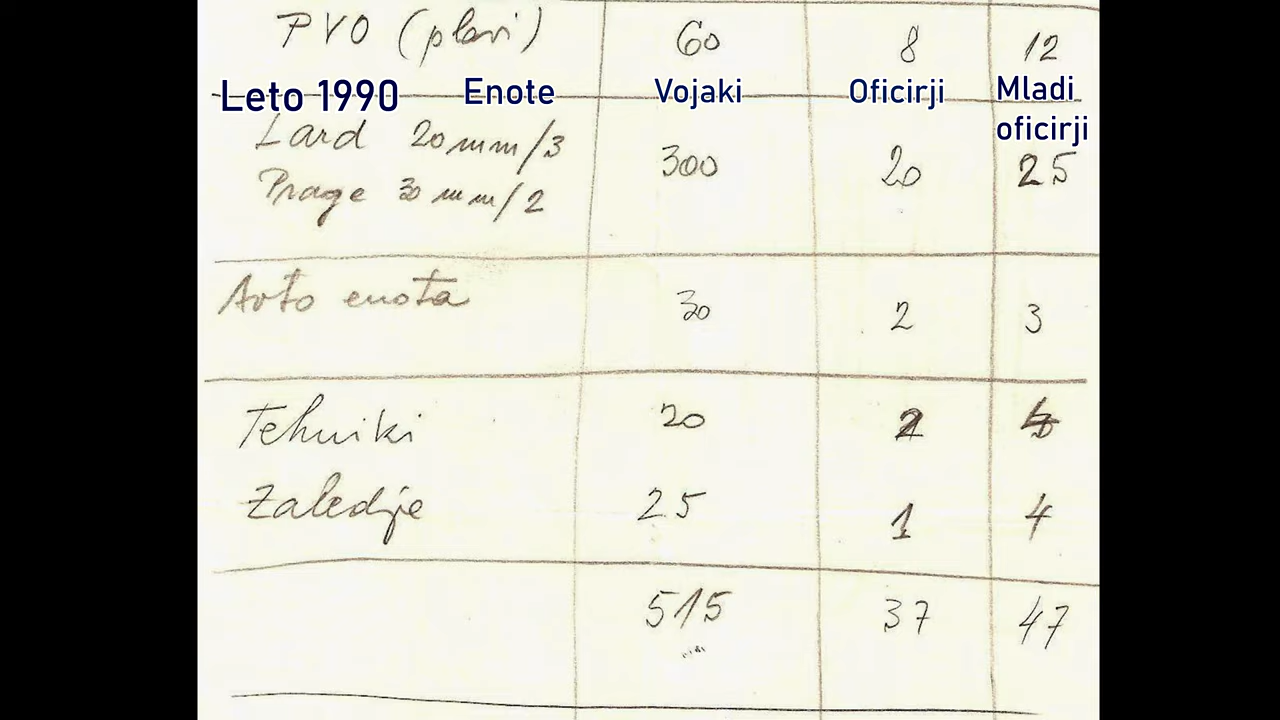 PVO (plavi) 60 8 12
Leto 1990 Enote Vojaki Oficirji Mladi oficirji
Lard 20 mm/3 300 20 25
Prage 30 mm/2
Avto enota 30 2 3
Tehniki 20 2
Zaledje 25 1 4
515 37 47